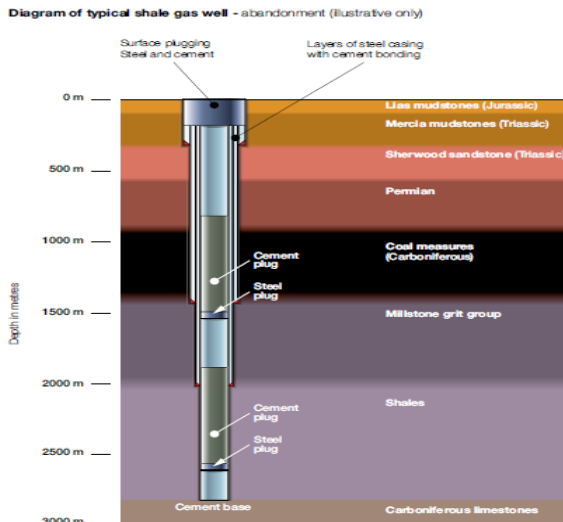 Diagram of typical shale gas well - abandonment (illustrative only)
Surface plugging
Steel and cement
Layers of steel casing
with cement bonding
0 m
Lias mudstones (Jurassic)
Mercia mudstones (Triassic)
Sherwood sandstone (Triassic)
500 m
Permian
1000 m
Coal measures
(Carboniferous)
Cement
plug
Steel
plug
1500 m
Millstone grit group
Depth in metres
2000 m
Shales
Cement
plug
Steel
plug
2500 m
Cement base
Carboniferous limestones
3000 m